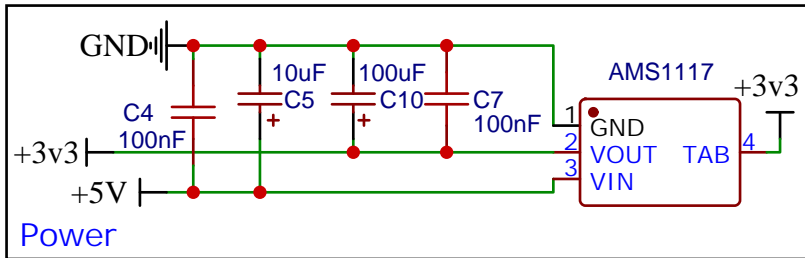 GND
10uF
100uF
AMS1117
+3v3
C4
C5
C10
C7
100nF
100nF
1
GND
+3v3
2
VOUT
TAB
4
3
VIN
+5V
Power